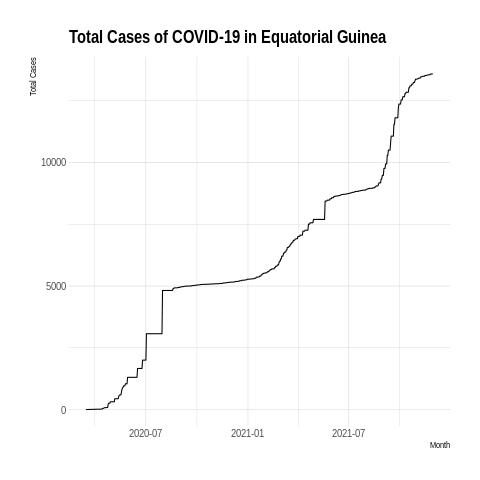 Total Cases of COVID-19 in Equatorial Guinea
Total Cases
10000
5000
0
2020-07
2021-01
2021-07
Month